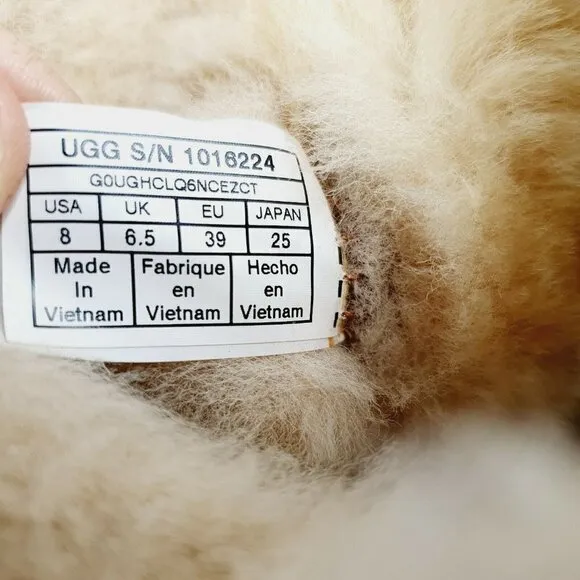 UGG S/N 1016224
G0UGHCLQ6NCEZCT
USA UK EU JAPAN
8 6.5 39 25
Made Fabrique Hecho
In en en
Vietnam Vietnam Vietnam